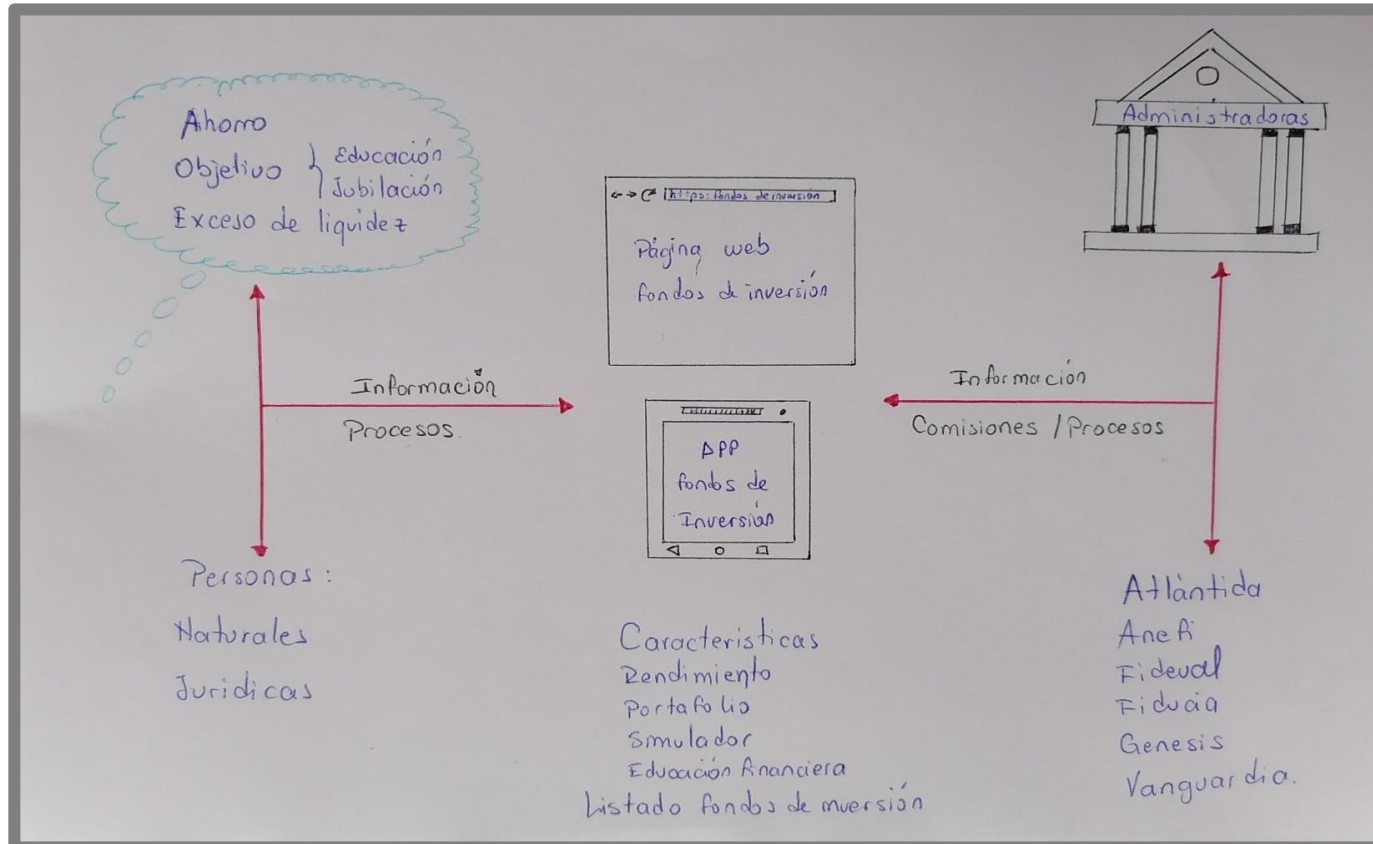 Ahorro
Objetivo } Educación
Jubilación
Exceso de liquidez
Información
Procesos.
Personas:
Naturales
Juridicas
https: fondos de inversión
Página web
fondos de inversión
APP
fondos de
Inversión
Caracteristicas
Rendimiento
Portafolio
Simulador
Educación financiera
Listado fondos de inversión
Administradoras
Información
Comisiones / Procesos
Atlàntida
Anefi
Fideval
Fiducia
Genesis
Vanguardia.